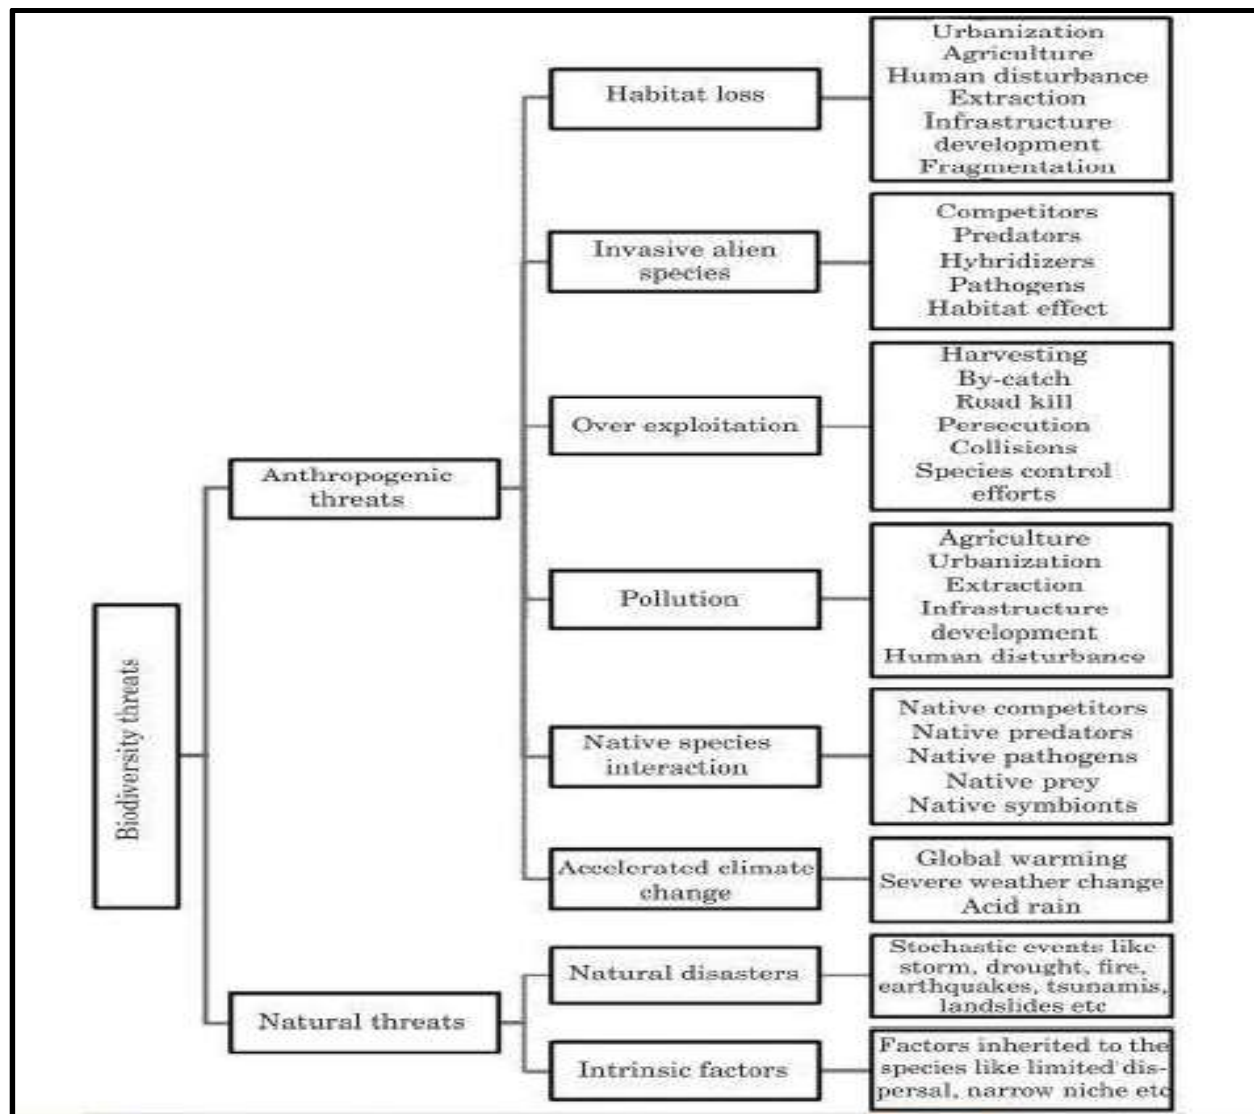 Biodiversity threats
Anthropogenic
threats
Habitat loss
Urbanization
Agriculture
Human disturbance
Extraction
Infrastructure
development
Fragmentation
Invasive alien
species
Competitors
Predators
Hybridizers
Pathogens
Habitat effect
Over exploitation
Harvesting
By-catch
Road kill
Persecution
Collisions
Species control
efforts
Pollution
Agriculture
Urbanization
Extraction
Infrastructure
development
Human disturbance
Native species
interaction
Native competitors
Native predators
Native pathogens
Native prey
Native symbionts
Accelerated climate
change
Global warming
Severe weather change
Acid rain
Natural threats
Natural disasters
Stochastic events like
storm, drought, fire,
earthquakes, tsunamis,
landslides etc
Intrinsic factors
Factors inherited to the
species like limited dis-
persal, narrow niche etc